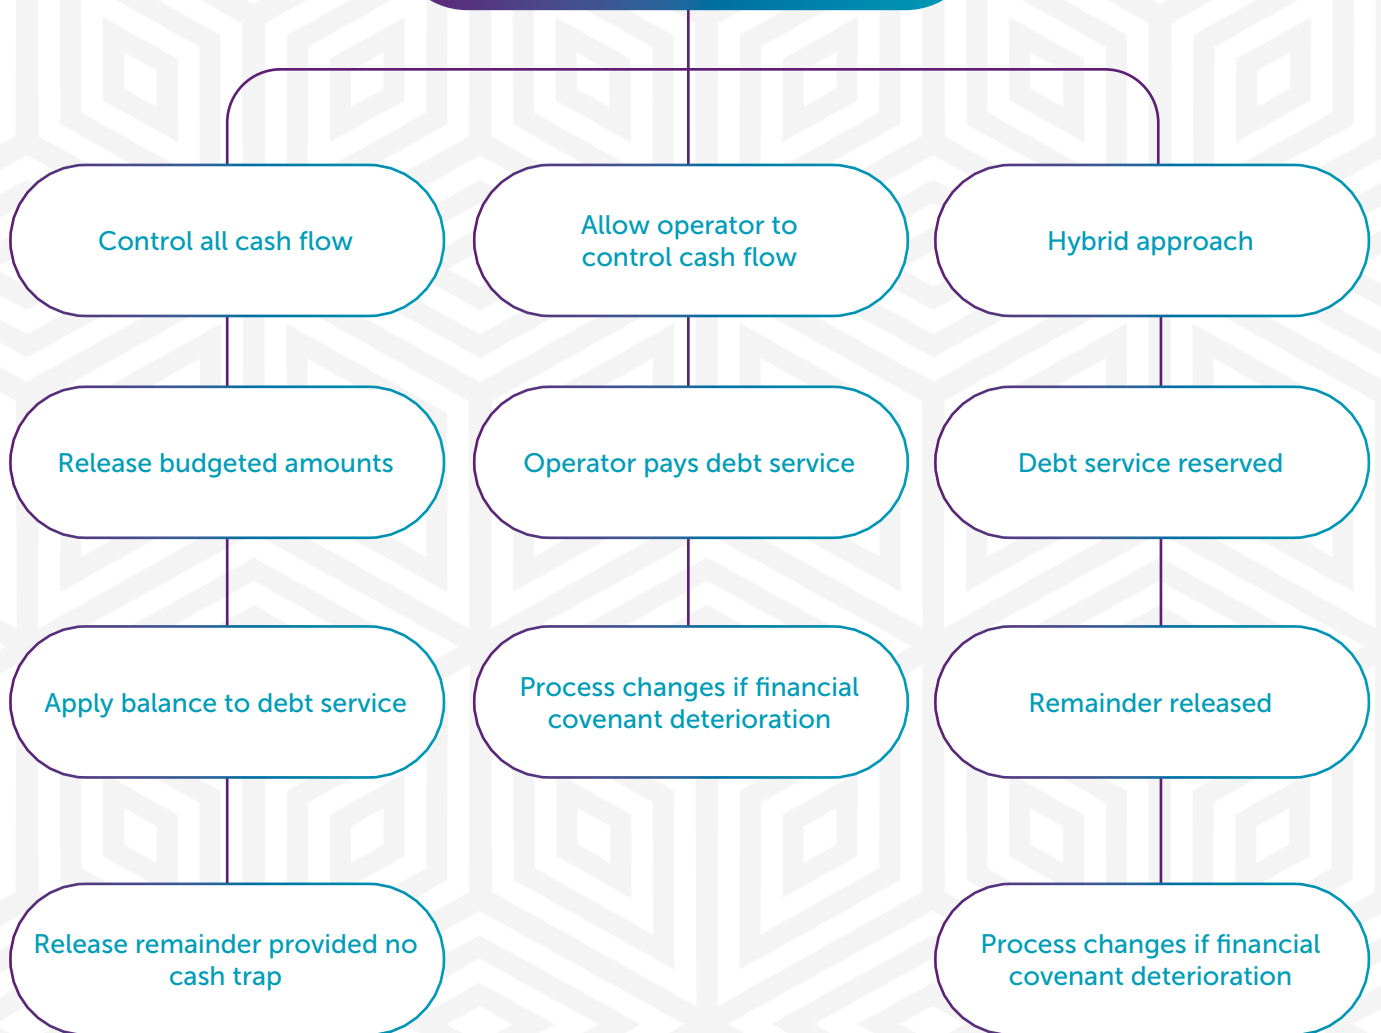 Control all cash flow
Allow operator to
control cash flow
Hybrid approach
Release budgeted amounts
Operator pays debt service
Debt service reserved
Apply balance to debt service
Process changes if financial
covenant deterioration
Remainder released
Release remainder provided no
cash trap
Process changes if financial
covenant deterioration